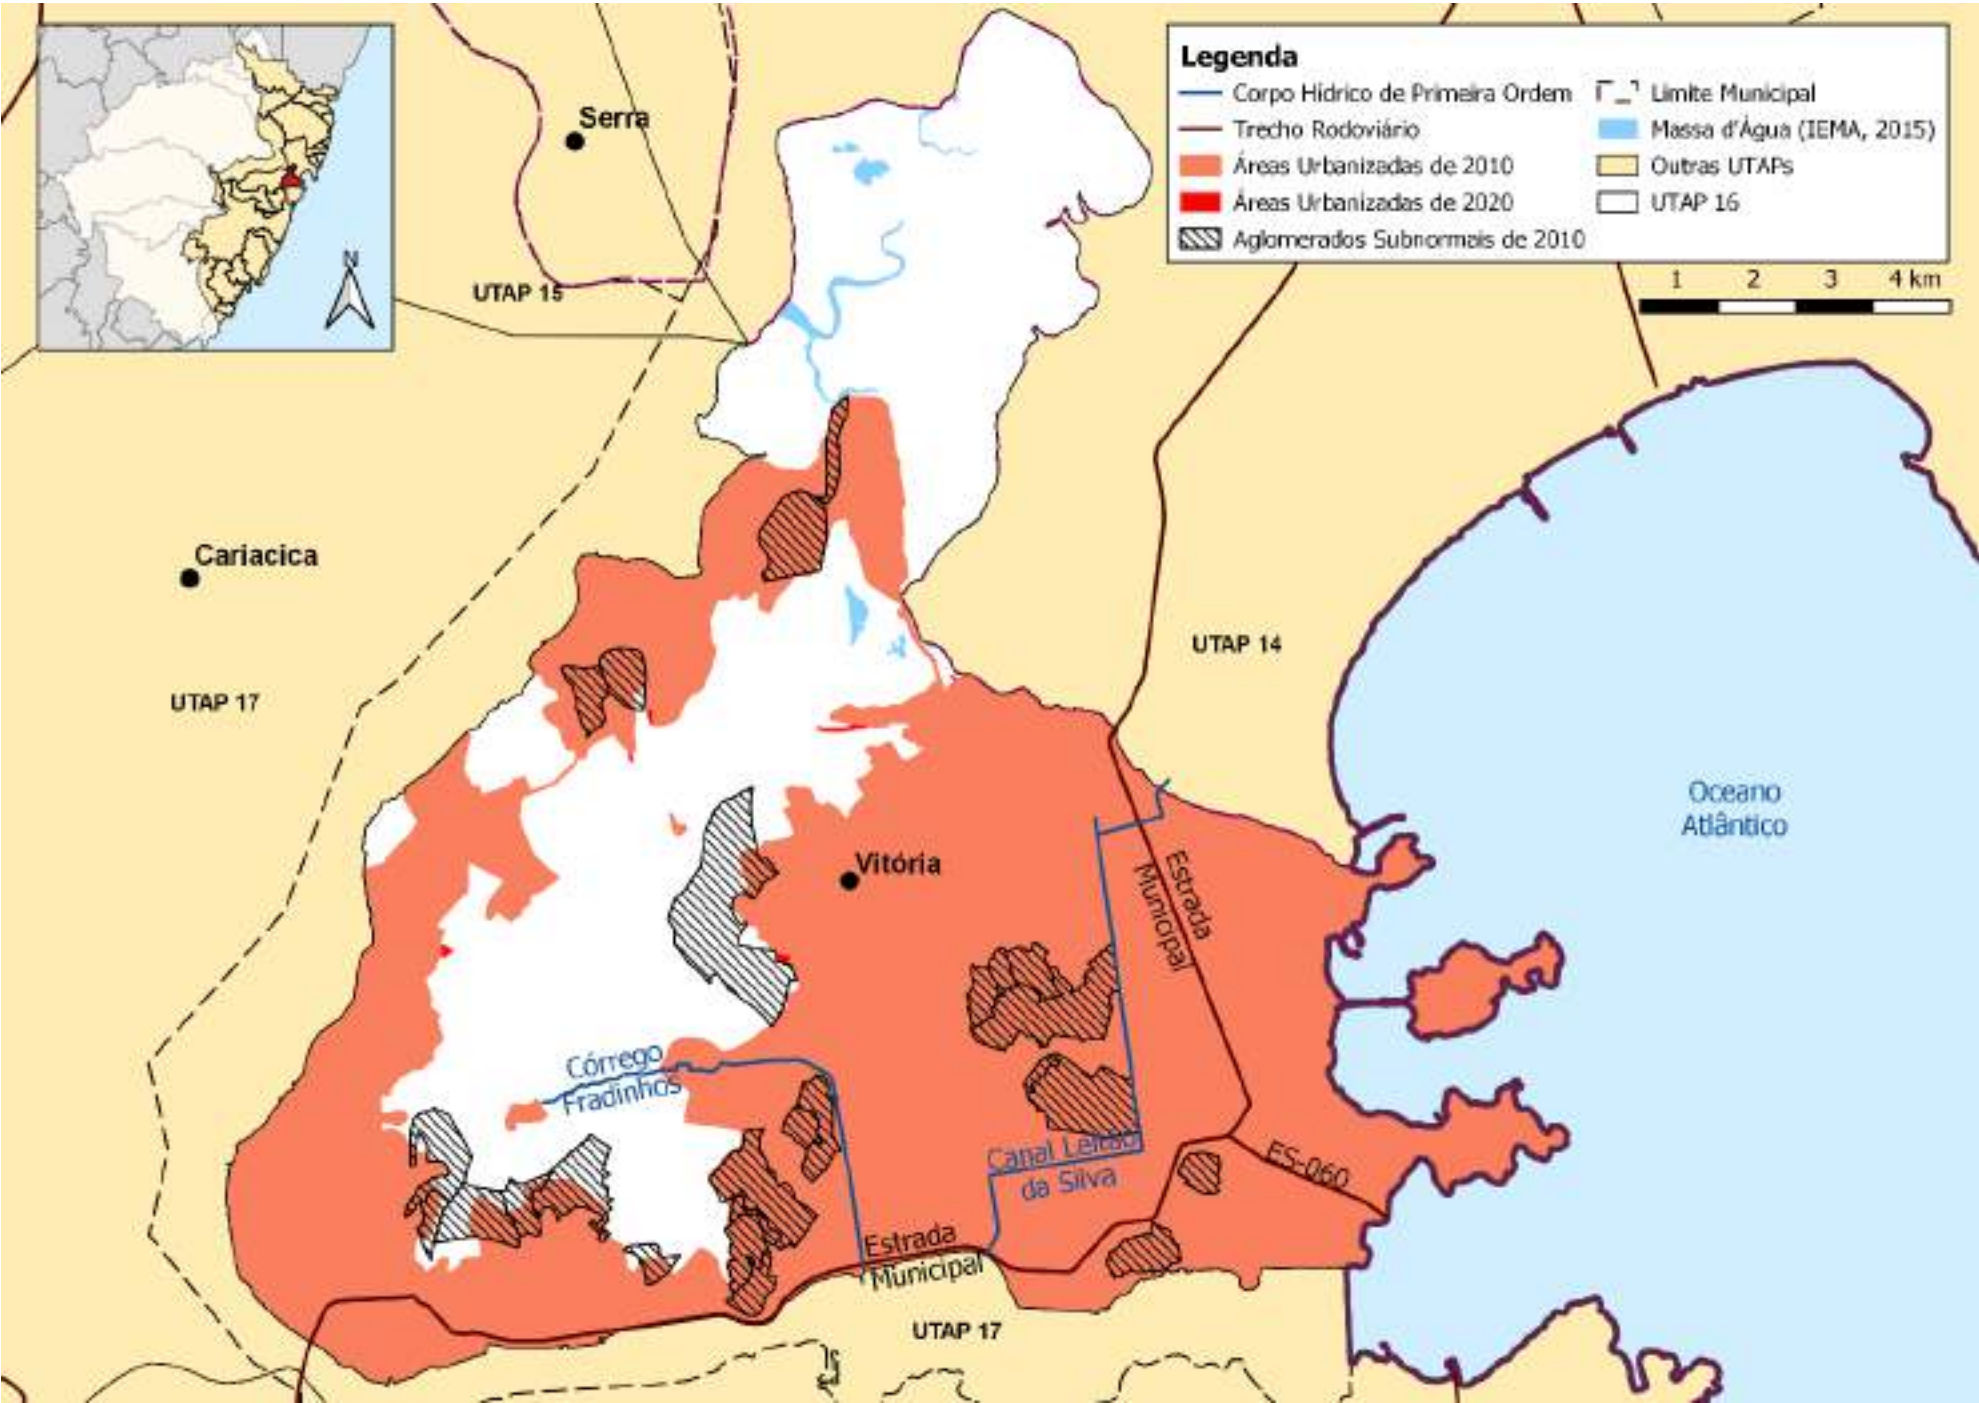 Legenda
Corpo Hídrico de Primeira Ordem
Trecho Rodoviário
Áreas Urbanizadas de 2010
Áreas Urbanizadas de 2020
Aglomerados Subnormais de 2010
Limite Municipal
Massa d'Água (IEMA, 2015)
Outras UTAPs
UTAP 16
1 2 3 4 km
N
Serra
UTAP 15
Cariacica
UTAP 17
UTAP 14
Oceano
Atlântico
Vitória
Estrada
Municipal
Córrego
Fradinhos
Canal Leitão
da Silva
ES-060
Estrada
Municipal
UTAP 17